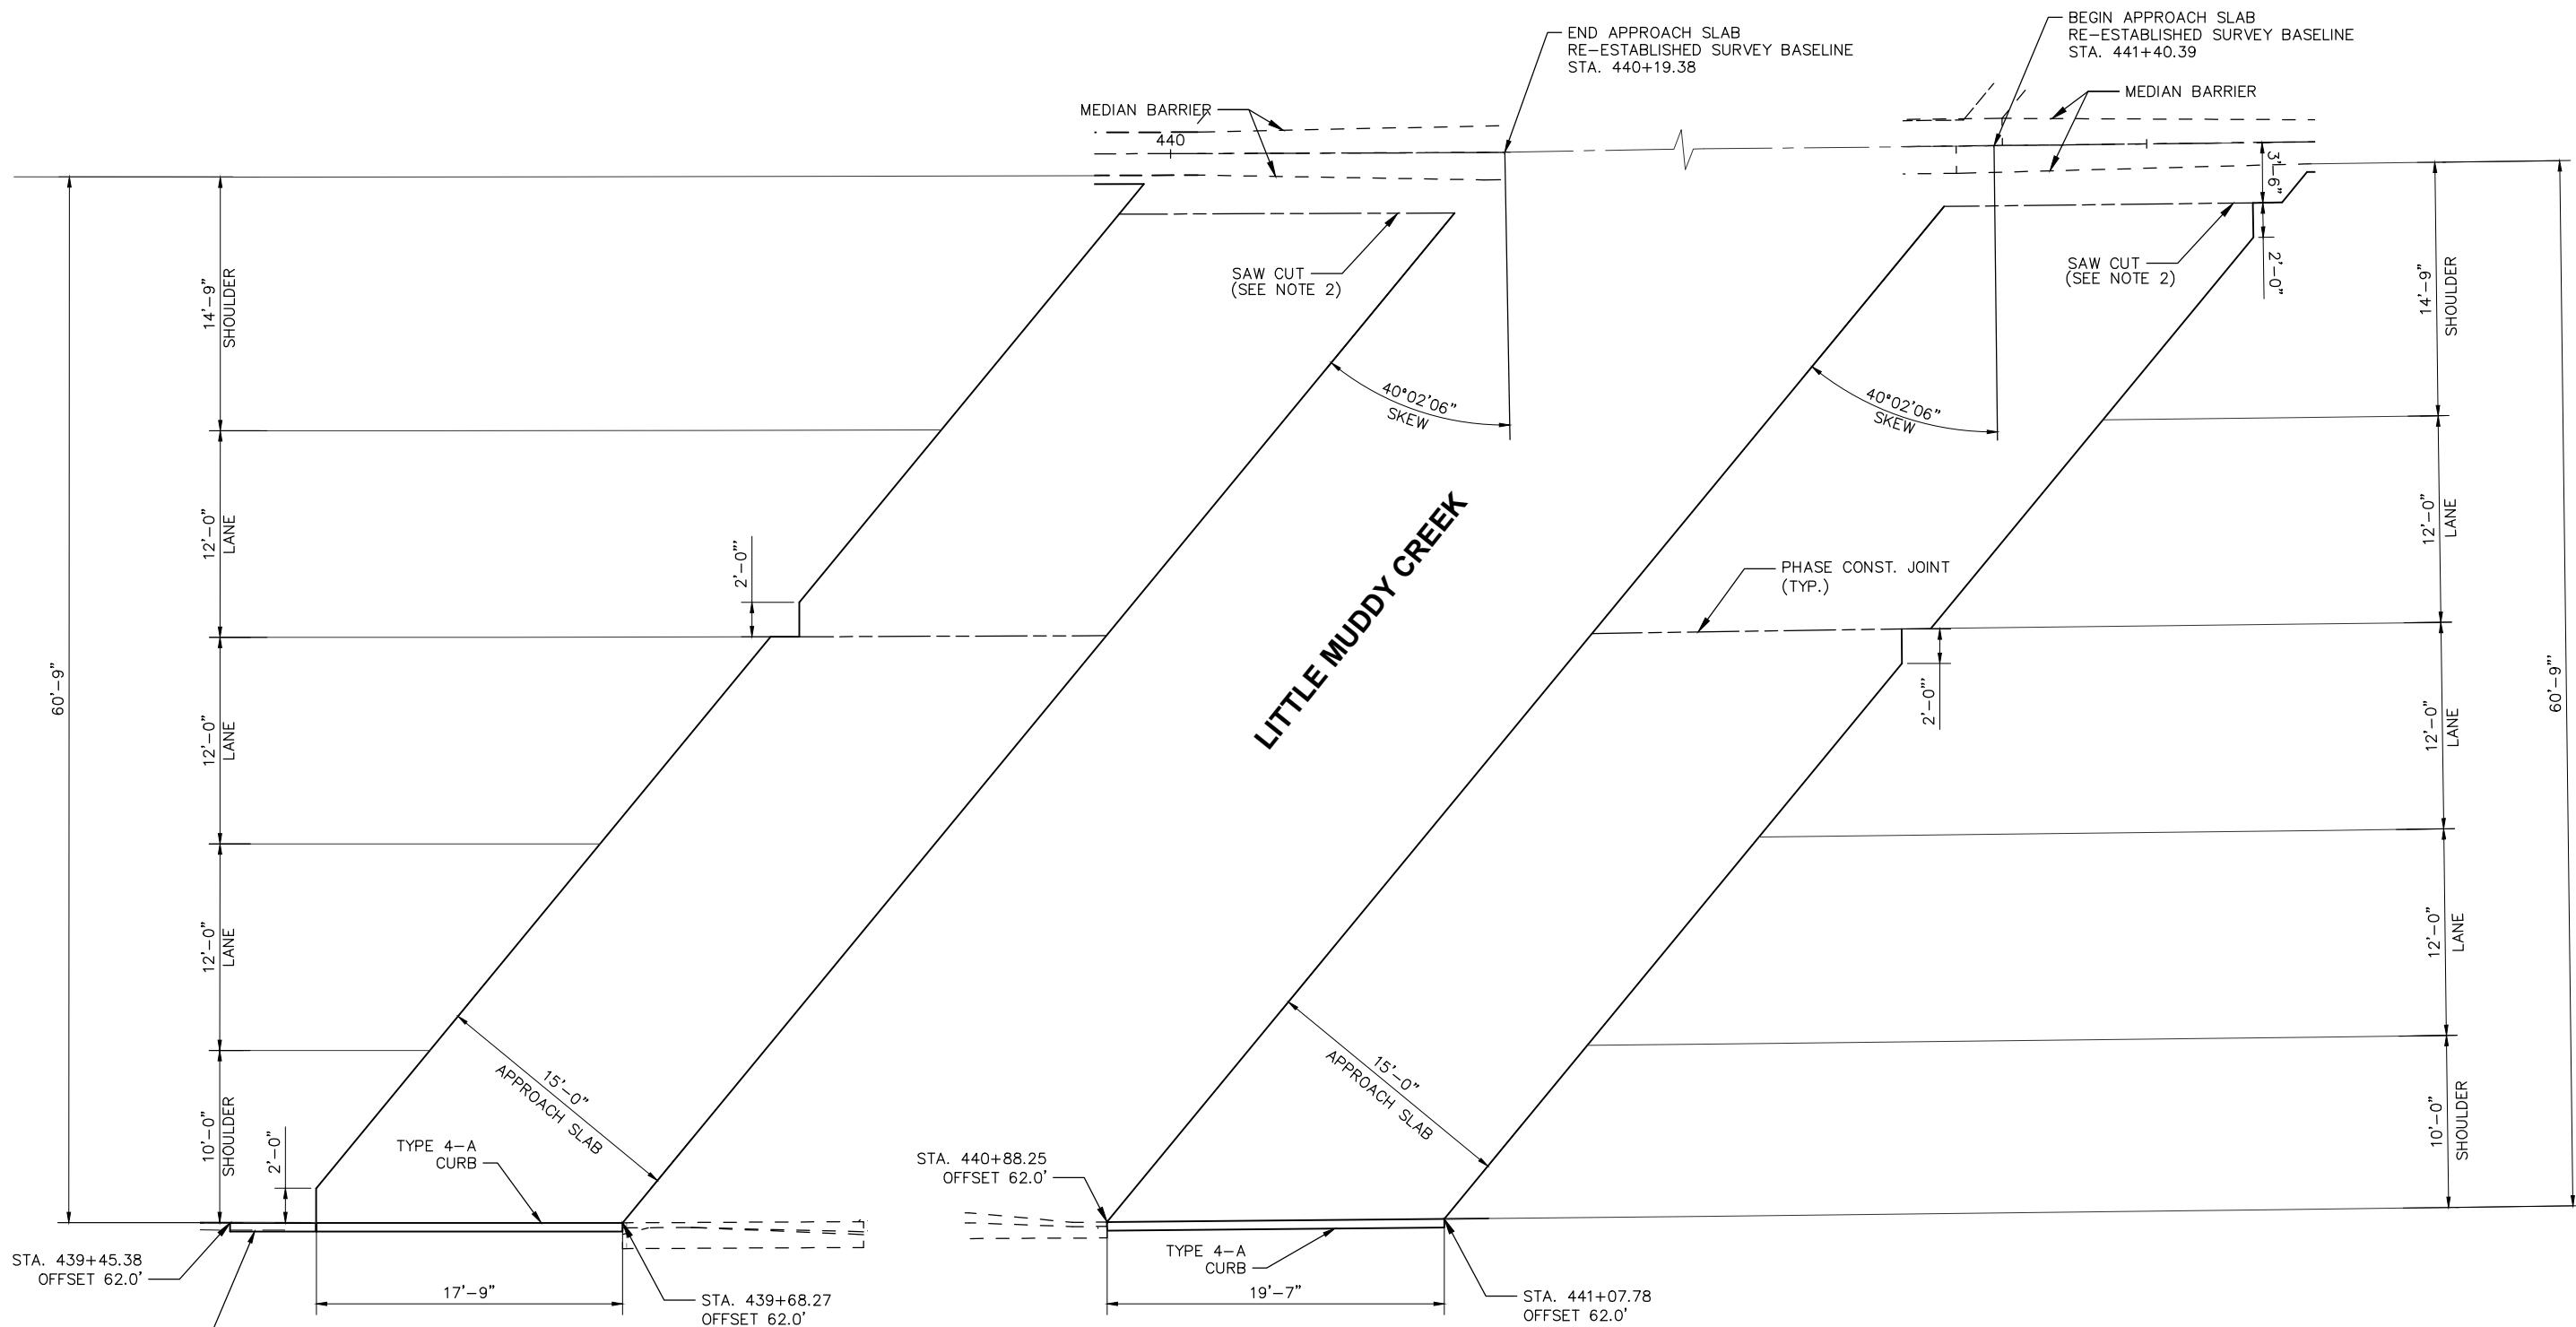 END APPROACH SLAB
RE-ESTABLISHED SURVEY BASELINE
STA. 440+19.38
BEGIN APPROACH SLAB
RE-ESTABLISHED SURVEY BASELINE
STA. 441+40.39
MEDIAN BARRIER
440
MEDIAN BARRIER
3'-6"
2'-0"
SAW CUT
(SEE NOTE 2)
SAW CUT
(SEE NOTE 2)
14'-9"
SHOULDER
14'-9"
SHOULDER
40°02'06"
SKEW
40°02'06"
SKEW
12'-0"
LANE
2'-0"'
LITTLE MUDDY CREEK
PHASE CONST. JOINT
(TYP.)
12'-0"
LANE
60'-9"
12'-0"
LANE
2'-0"'
12'-0"
LANE
60'-9"'
12'-0"
LANE
12'-0"
LANE
15'-0"
APPROACH SLAB
15'-0"
APPROACH SLAB
10'-0"
SHOULDER
2'-0"
TYPE 4-A
CURB
STA. 440+88.25
OFFSET 62.0'
10'-0"
SHOULDER
STA. 439+45.38
OFFSET 62.0'
17'-9"
STA. 439+68.27
OFFSET 62.0'
TYPE 4-A
CURB
19'-7"
STA. 441+07.78
OFFSET 62.0'